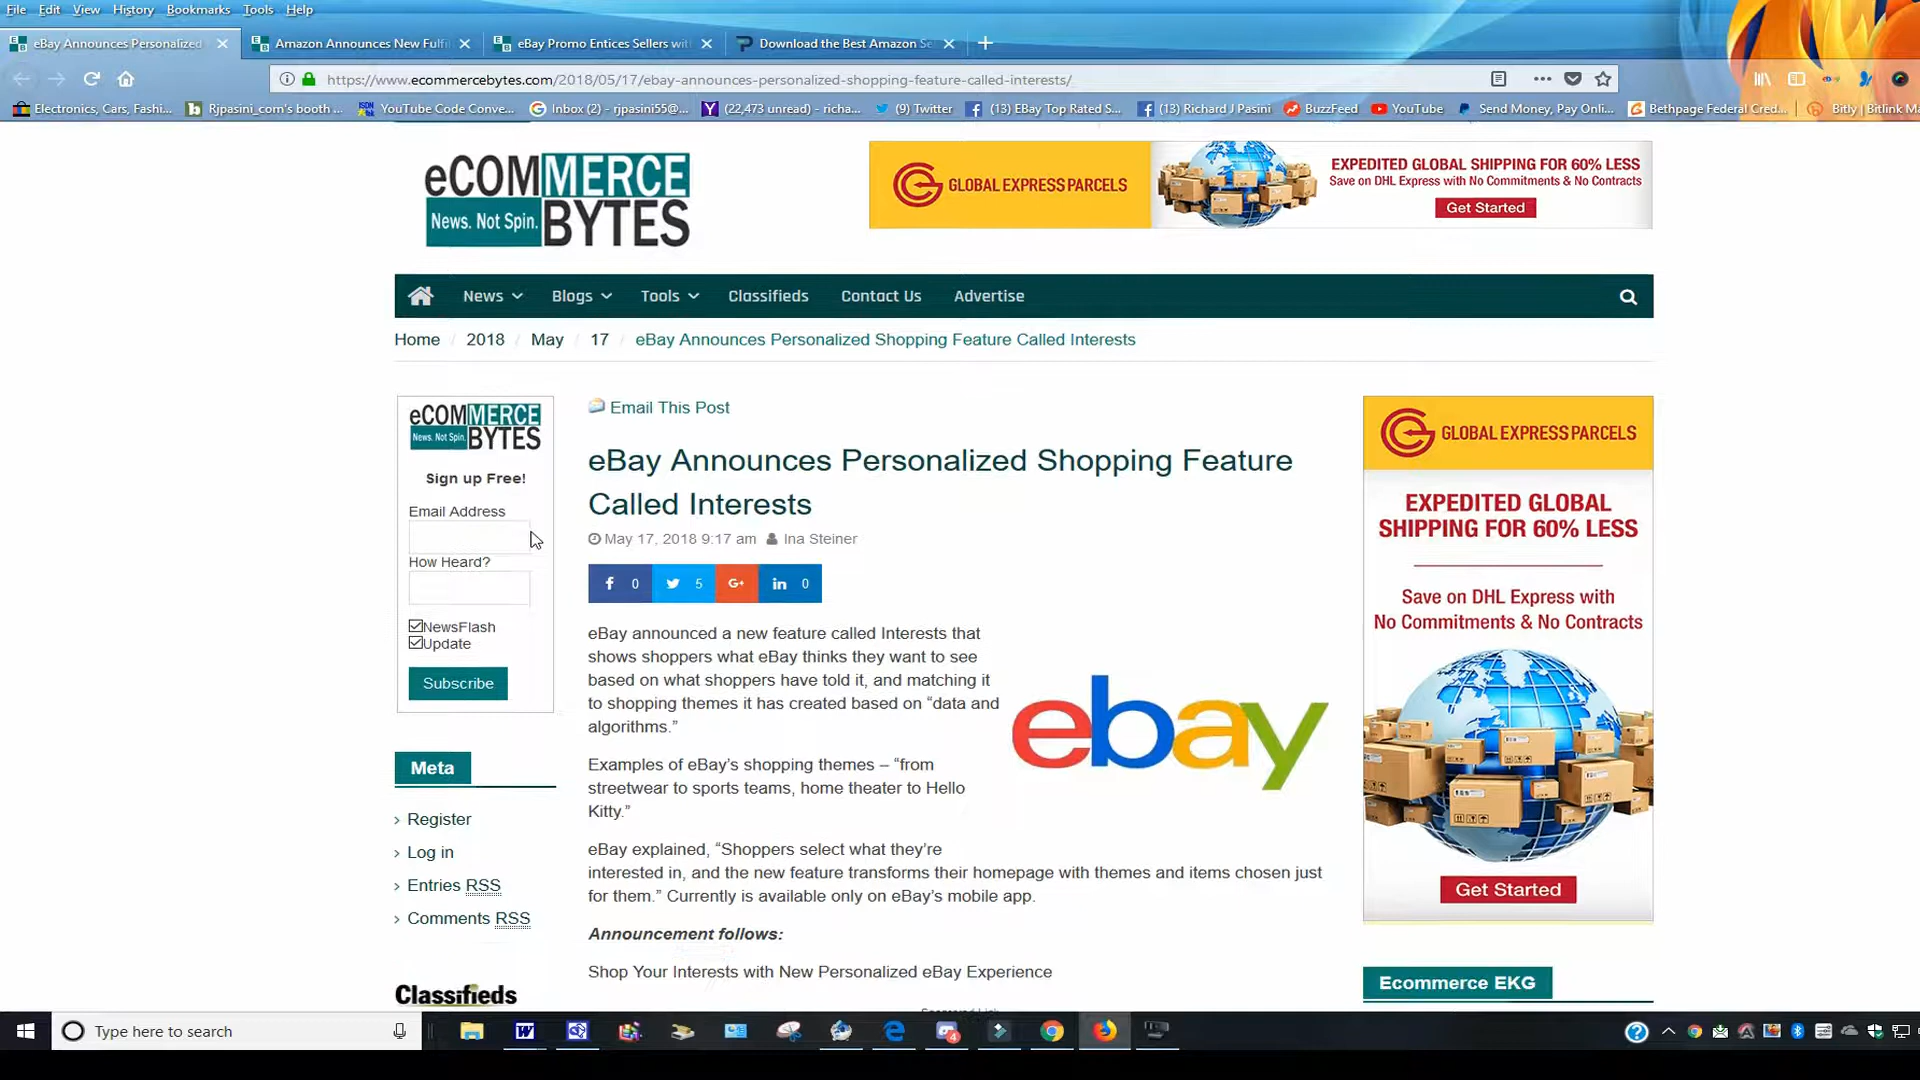 File Edit View History Bookmarks Tools Help
eBay Announces Personalized
Amazon Announces New Fulfi
eBay Promo Entices Sellers wit
Download the Best Amazon Se
https://www.ecommercebytes.com/2018/05/17/ebay-announces-personalized-shopping-feature-called-interests/
Electronics, Cars, Fashi...
Rjpasini_com's booth ...
YouTube Code Conve...
Inbox (2) - rjpasini55@...
(22,473 unread) - richa...
(9) Twitter
(13) EBay Top Rated S...
(13) Richard J Pasini
BuzzFeed
YouTube
Send Money, Pay Onli...
Bethpage Federal Cred...
Bitly | Bitlink Ma
eCOMMERCE
News. Not Spin. BYTES
GLOBAL EXPRESS PARCELS
EXPEDITED GLOBAL SHIPPING FOR 60% LESS
Save on DHL Express with No Commitments & No Contracts
Get Started
News Blogs Tools Classifieds Contact Us Advertise
Home / 2018 / May / 17 / eBay Announces Personalized Shopping Feature Called Interests
eCOMMERCE
News. Not Spin. BYTES
Sign up Free!
Email Address
How Heard?
NewsFlash
Update
Subscribe
Meta
Register
Log in
Entries RSS
Comments RSS
Classifieds
Email This Post
eBay Announces Personalized Shopping Feature
Called Interests
May 17, 2018 9:17 am Ina Steiner
f 0
5
G+
in 0
eBay announced a new feature called Interests that
shows shoppers what eBay thinks they want to see
based on what shoppers have told it, and matching it
to shopping themes it has created based on “data and
algorithms.”
ebay
Examples of eBay’s shopping themes – “from
streetwear to sports teams, home theater to Hello
Kitty.”
eBay explained, “Shoppers select what they’re
interested in, and the new feature transforms their homepage with themes and items chosen just
for them.” Currently is available only on eBay’s mobile app.
Announcement follows:
Shop Your Interests with New Personalized eBay Experience
GLOBAL EXPRESS PARCELS
EXPEDITED GLOBAL
SHIPPING FOR 60% LESS
Save on DHL Express with
No Commitments & No Contracts
Get Started
Ecommerce EKG
Type here to search